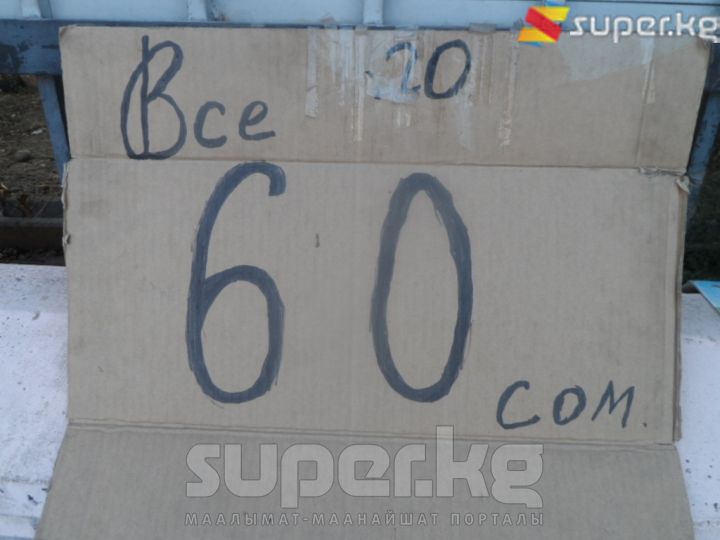 super.kg
Все 20
60
сом.
super.kg
МААЛЫМАТ-МААНАЙШАТ ПОРТАЛЫ